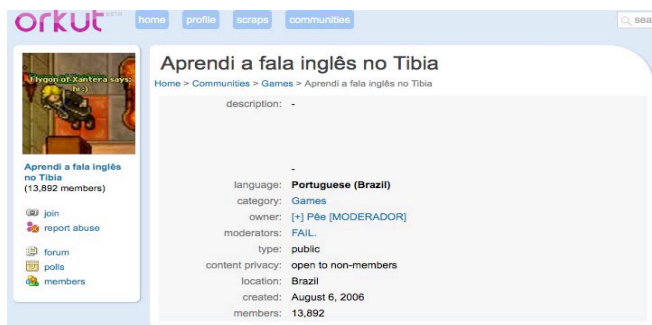 orkut BETA
home profile scraps communities
sea
Flygon of Xantera says:
hi :)
Aprendi a fala inglês
no Tibia
(13,892 members)
join
report abuse
forum
polls
members
Aprendi a fala inglês no Tibia
Home > Communities > Games > Aprendi a fala inglês no Tibia
description: -
-
language: Portuguese (Brazil)
category: Games
owner: [+] Pêe [MODERADOR]
moderators: FAIL.
type: public
content privacy: open to non-members
location: Brazil
created: August 6, 2006
members: 13,892